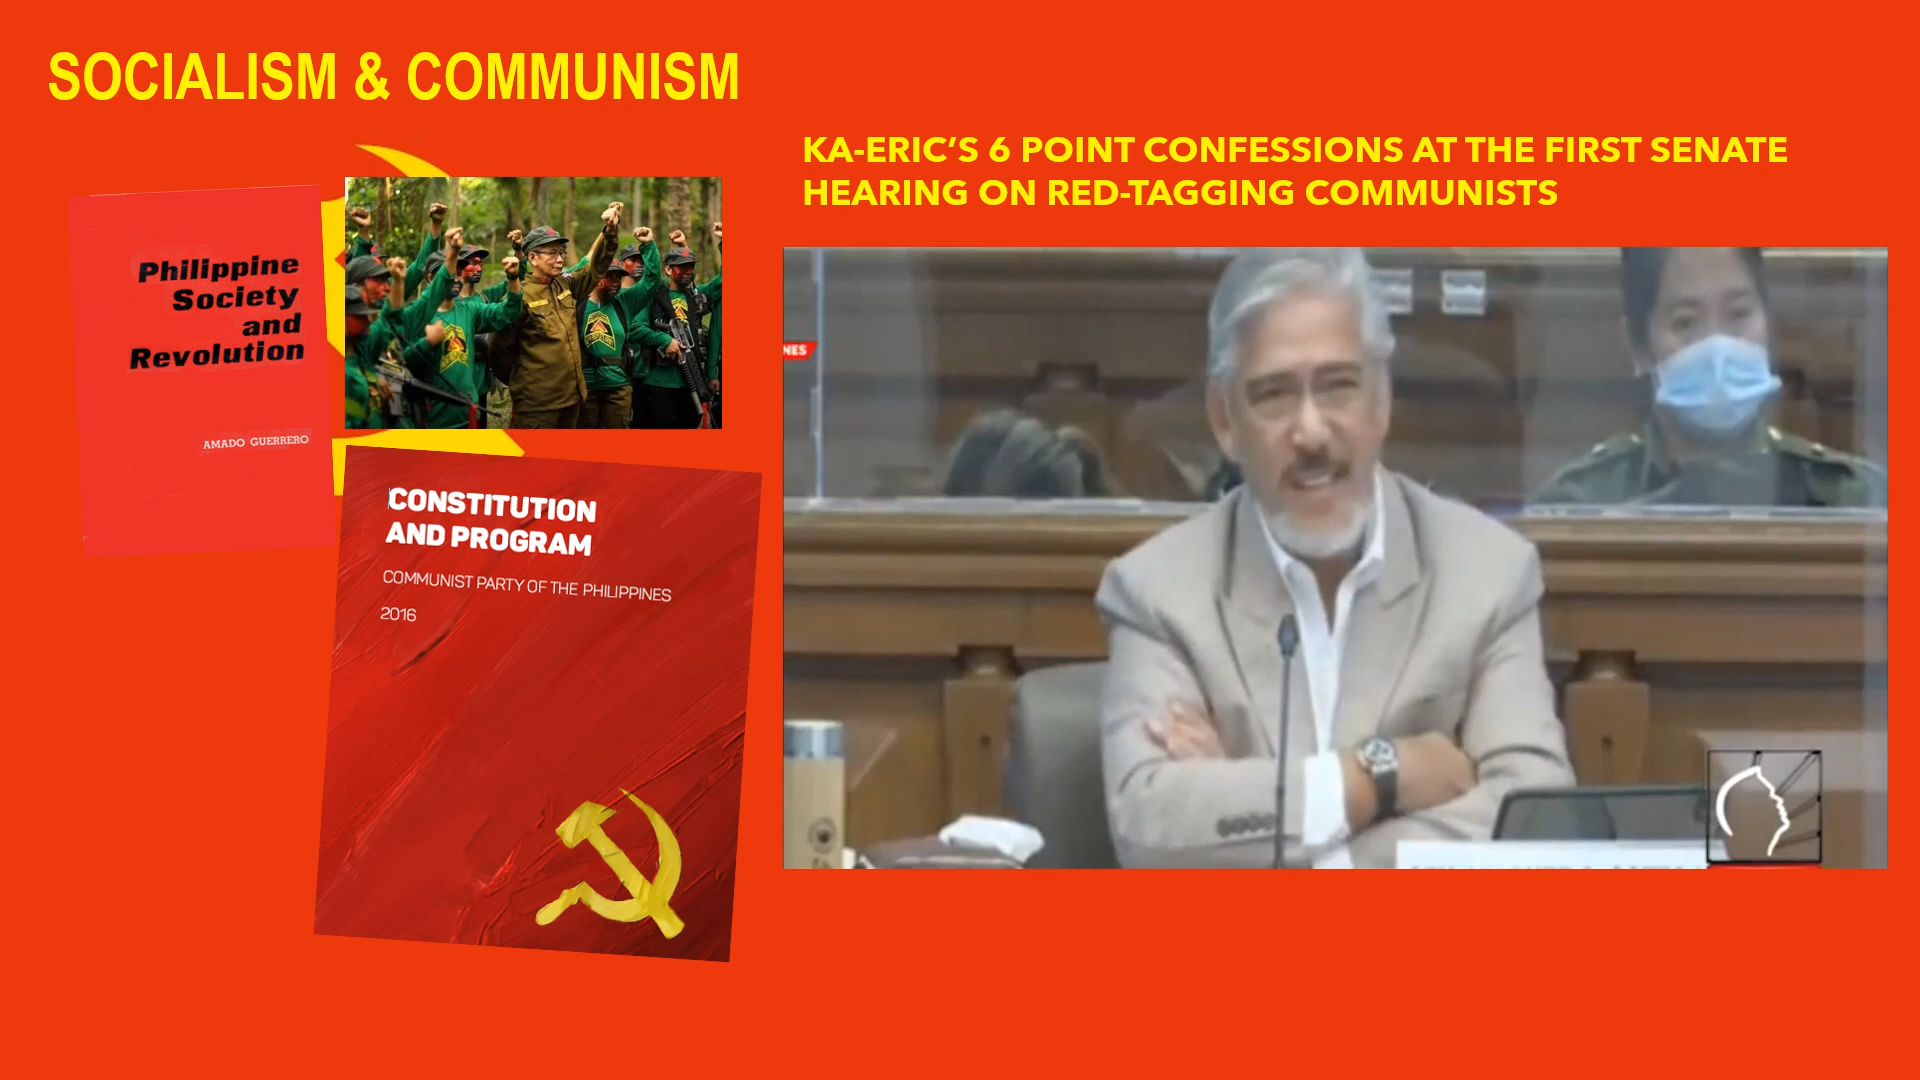 SOCIALISM & COMMUNISM
KA-ERIC’S 6 POINT CONFESSIONS AT THE FIRST SENATE
HEARING ON RED-TAGGING COMMUNISTS
Philippine
Society
and
Revolution
AMADO GUERRERO
CONSTITUTION
AND PROGRAM
COMMUNIST PARTY OF THE PHILIPPINES
2016
NES